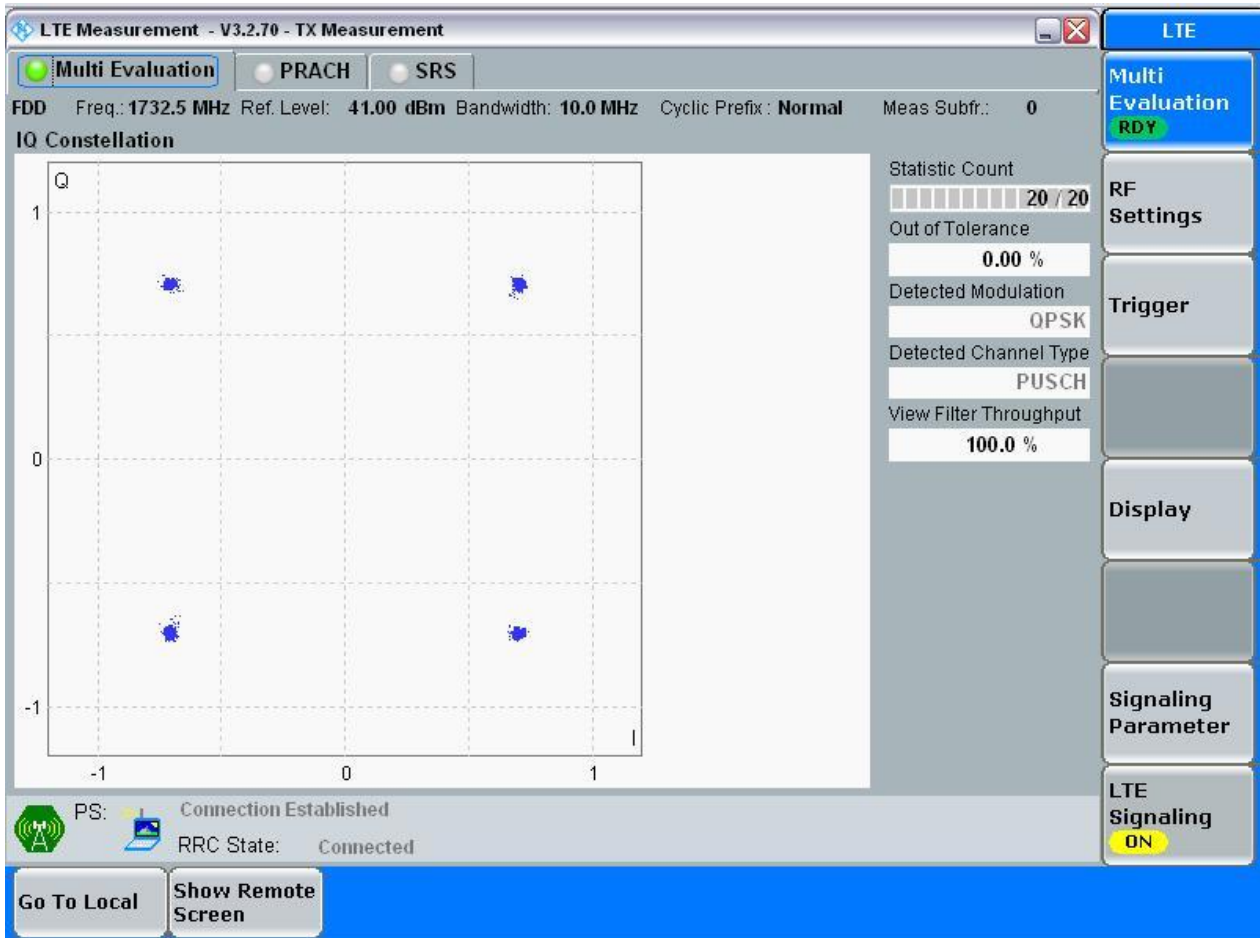 LTE Measurement - V3.2.70 - TX Measurement
LTE
Multi Evaluation PRACH SRS
FDD Freq.: 1732.5 MHz Ref. Level: 41.00 dBm Bandwidth: 10.0 MHz Cyclic Prefix : Normal Meas Subfr.: 0
IQ Constellation
Q
1
0
-1
I
-1 0 1
Statistic Count
20 / 20
Out of Tolerance
0.00 %
Detected Modulation
QPSK
Detected Channel Type
PUSCH
View Filter Throughput
100.0 %
Multi
Evaluation
RDY
RF
Settings
Trigger
Display
Signaling
Parameter
LTE
Signaling
ON
PS: Connection Established
RRC State: Connected
Go To Local
Show Remote
Screen